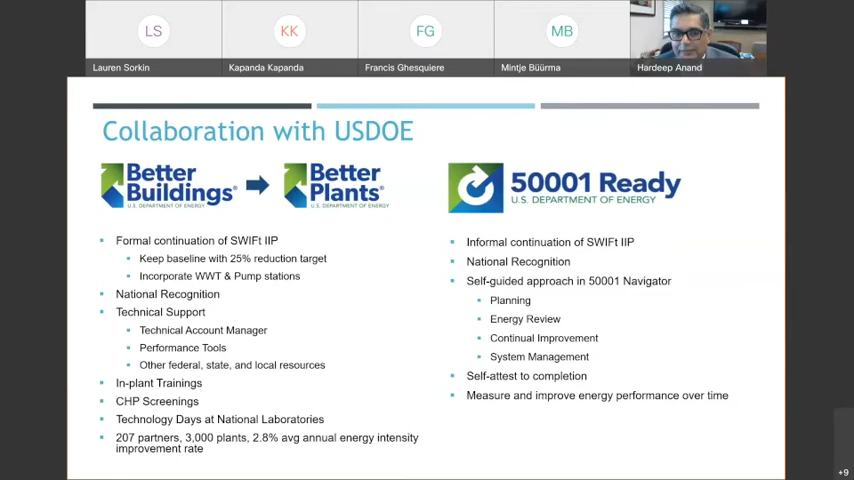 LS
KK
FG
MB
Lauren Sorkin
Kapanda Kapanda
Francis Ghesquiere
Mintje Büürma
Hardeep Anand
Collaboration with USDOE
Better
Buildings®
U.S. DEPARTMENT OF ENERGY
Better
Plants®
U.S. DEPARTMENT OF ENERGY
50001 Ready
U.S. DEPARTMENT OF ENERGY
Formal continuation of SWIFt IIP
Keep baseline with 25% reduction target
Incorporate WWT & Pump stations
National Recognition
Technical Support
Technical Account Manager
Performance Tools
Other federal, state, and local resources
In-plant Trainings
CHP Screenings
Technology Days at National Laboratories
207 partners, 3,000 plants, 2.8% avg annual energy intensity
improvement rate
Informal continuation of SWIFt IIP
National Recognition
Self-guided approach in 50001 Navigator
Planning
Energy Review
Continual Improvement
System Management
Self-attest to completion
Measure and improve energy performance over time
+9